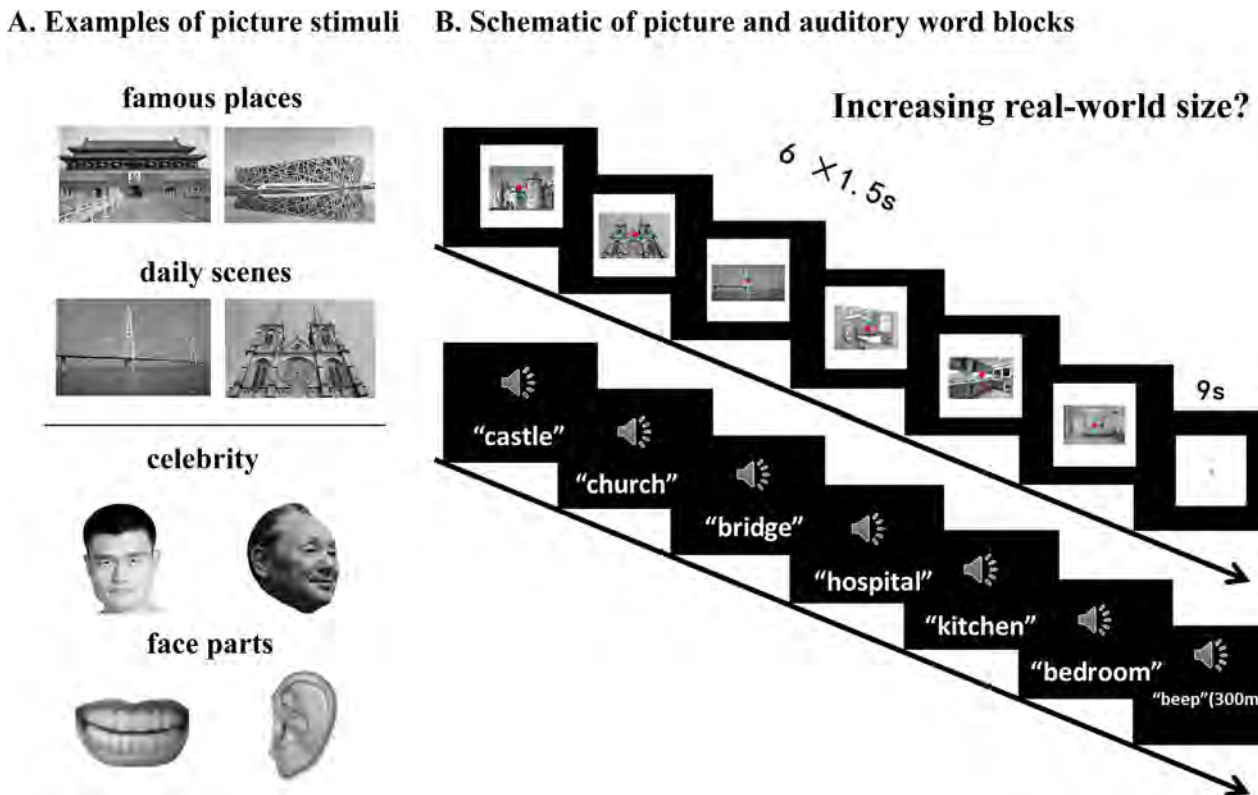 A. Examples of picture stimuli
famous places
daily scenes
celebrity
face parts
B. Schematic of picture and auditory word blocks
Increasing real-world size?
6 ×1.5s
9s
“castle”
“church”
“bridge”
“hospital”
“kitchen”
“bedroom”
“beep”(300m